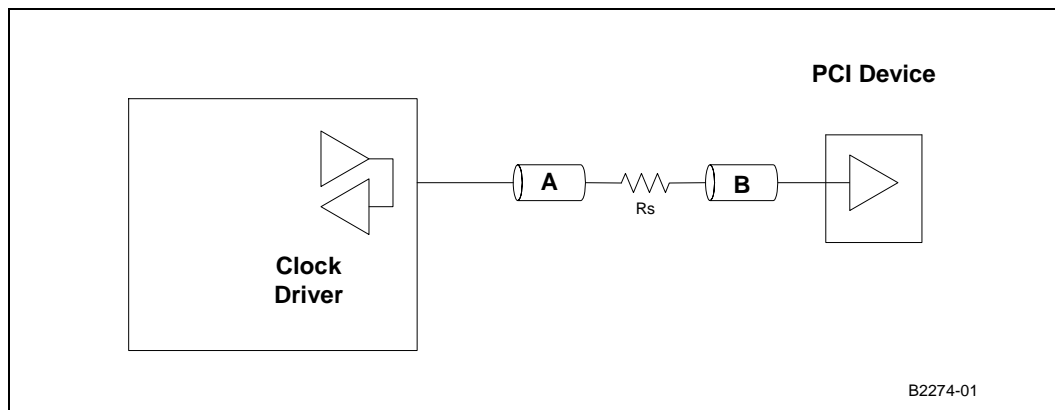 PCI Device
A
B
Rs
Clock
Driver
B2274-01